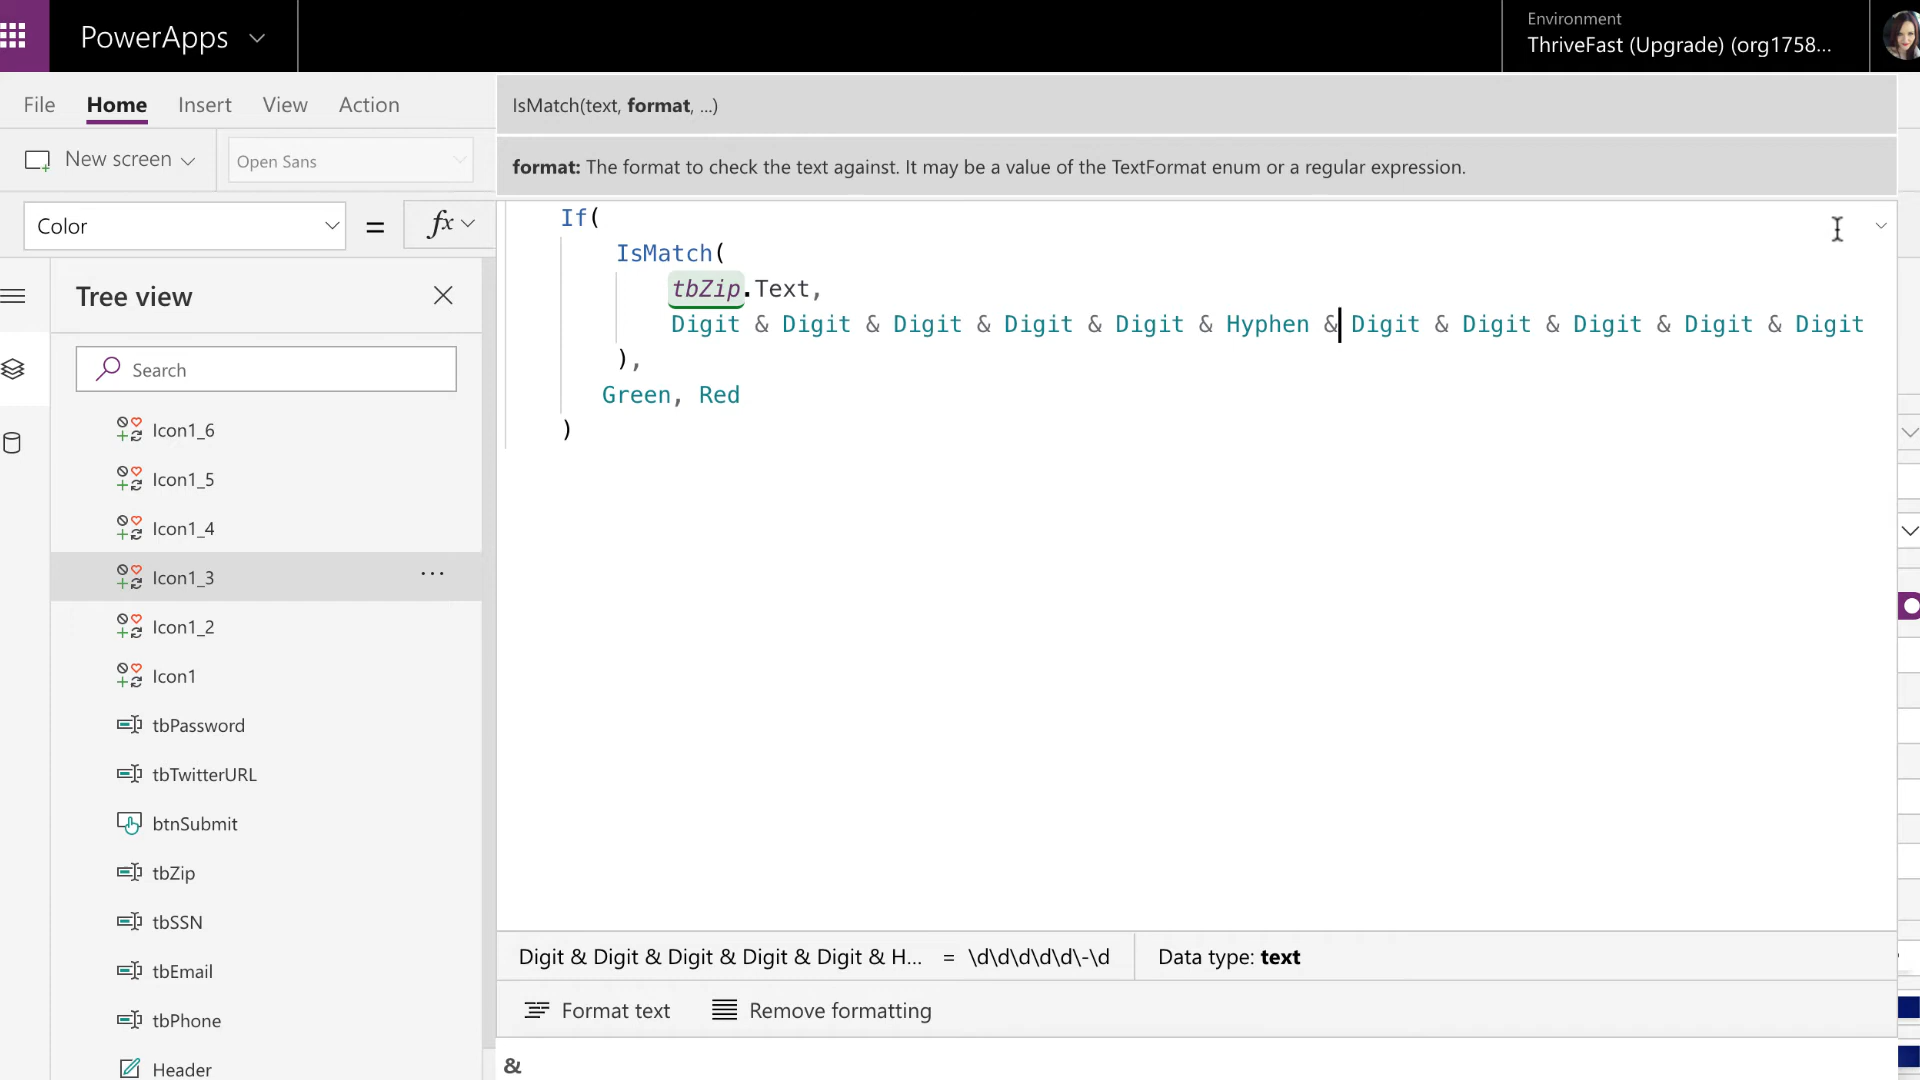 PowerApps
Environment
ThriveFast (Upgrade) (org1758...
File Home Insert View Action
IsMatch(text, format, ...)
New screen
Open Sans
format: The format to check the text against. It may be a value of the TextFormat enum or a regular expression.
Color
=
fx
If(
IsMatch(
tbZip.Text,
Digit & Digit & Digit & Digit & Digit & Hyphen & Digit & Digit & Digit & Digit & Digit
),
Green, Red
)
Tree view
Search
Icon1_6
Icon1_5
Icon1_4
Icon1_3 ...
Icon1_2
Icon1
tbPassword
tbTwitterURL
btnSubmit
tbZip
tbSSN
tbEmail
tbPhone
Header
Digit & Digit & Digit & Digit & Digit & H... = \d\d\d\d\d\-\d
Data type: text
Format text
Remove formatting
&